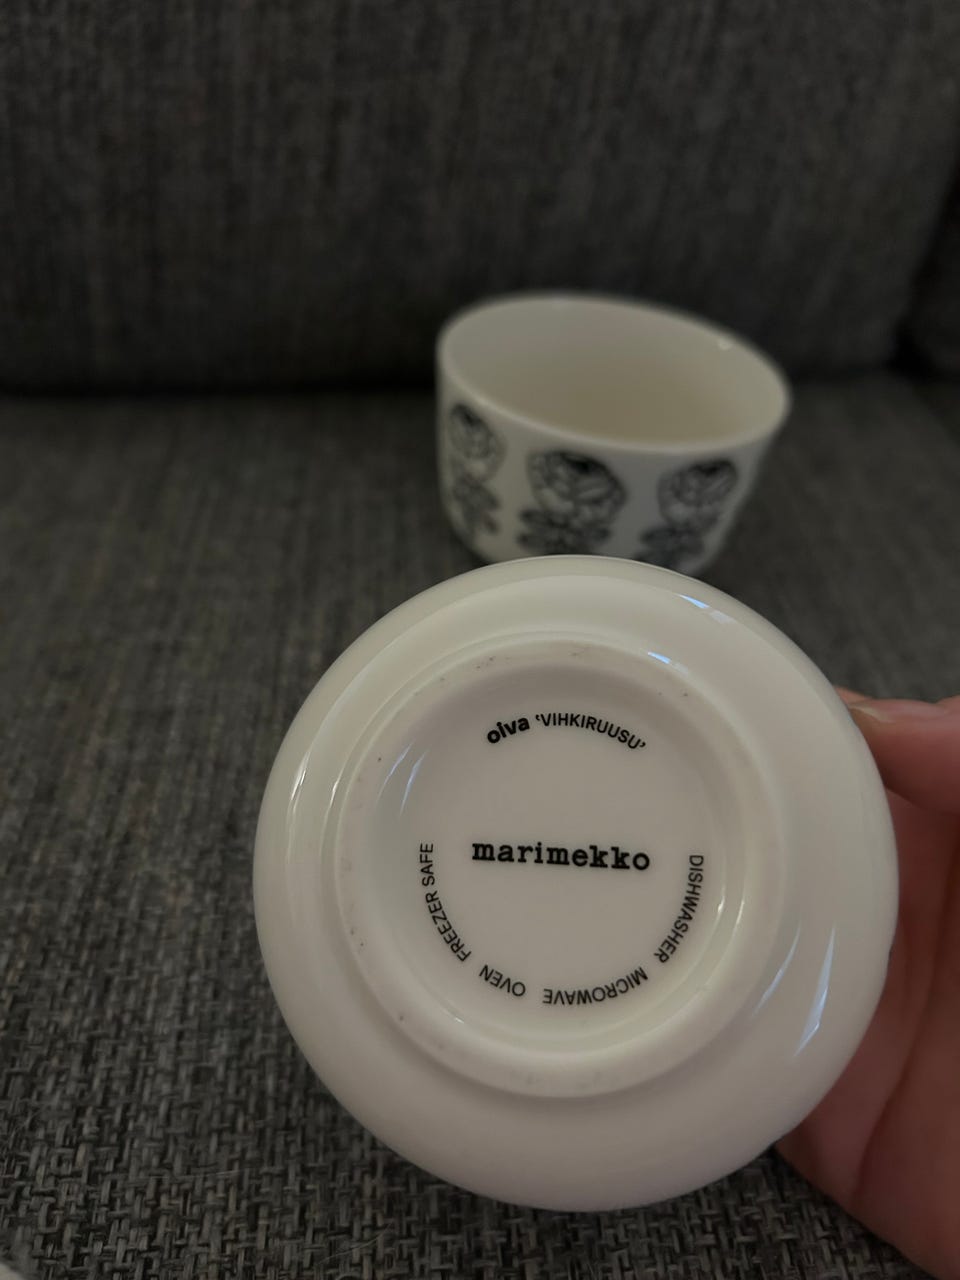 oiva ‘VIHKIRUUSU’
marimekko
DISHWASHER MICROWAVE OVEN FREEZER SAFE